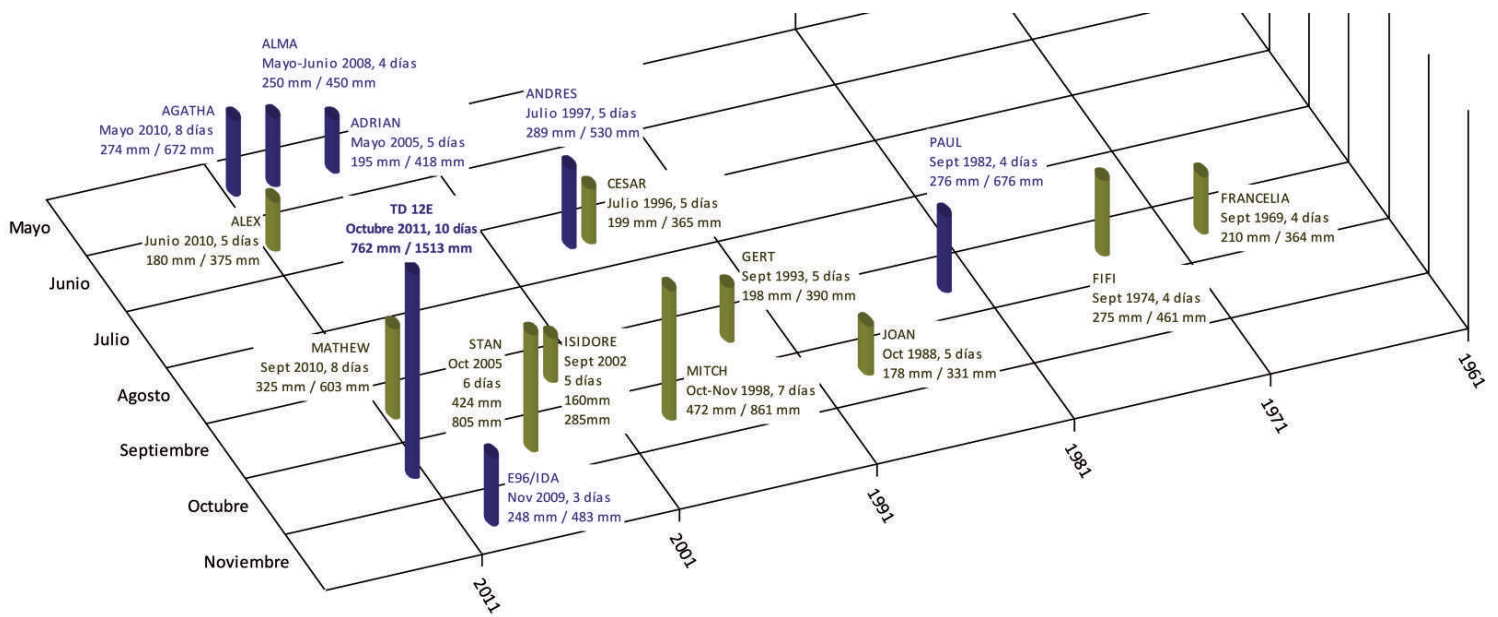 ALMA
Mayo-Junio 2008, 4 días
250 mm / 450 mm
AGATHA
Mayo 2010, 8 días
274 mm / 672 mm
ADRIAN
Mayo 2005, 5 días
195 mm / 418 mm
ANDRES
Julio 1997, 5 días
289 mm / 530 mm
PAUL
Sept 1982, 4 días
276 mm / 676 mm
CESAR
Julio 1996, 5 días
199 mm / 365 mm
FRANCELIA
Sept 1969, 4 días
210 mm / 364 mm
ALEX
Junio 2010, 5 días
180 mm / 375 mm
TD 12E
Octubre 2011, 10 días
762 mm / 1513 mm
GERT
Sept 1993, 5 días
198 mm / 390 mm
FIFI
Sept 1974, 4 días
275 mm / 461 mm
MATHEW
Sept 2010, 8 días
325 mm / 603 mm
STAN
Oct 2005
6 días
424 mm
805 mm
ISIDORE
Sept 2002
5 días
160mm
285mm
MITCH
Oct-Nov 1998, 7 días
472 mm / 861 mm
JOAN
Oct 1988, 5 días
178 mm / 331 mm
E96/IDA
Nov 2009, 3 días
248 mm / 483 mm
Mayo
Junio
Julio
Agosto
Septiembre
Octubre
Noviembre
2011
2001
1991
1981
1971
1961